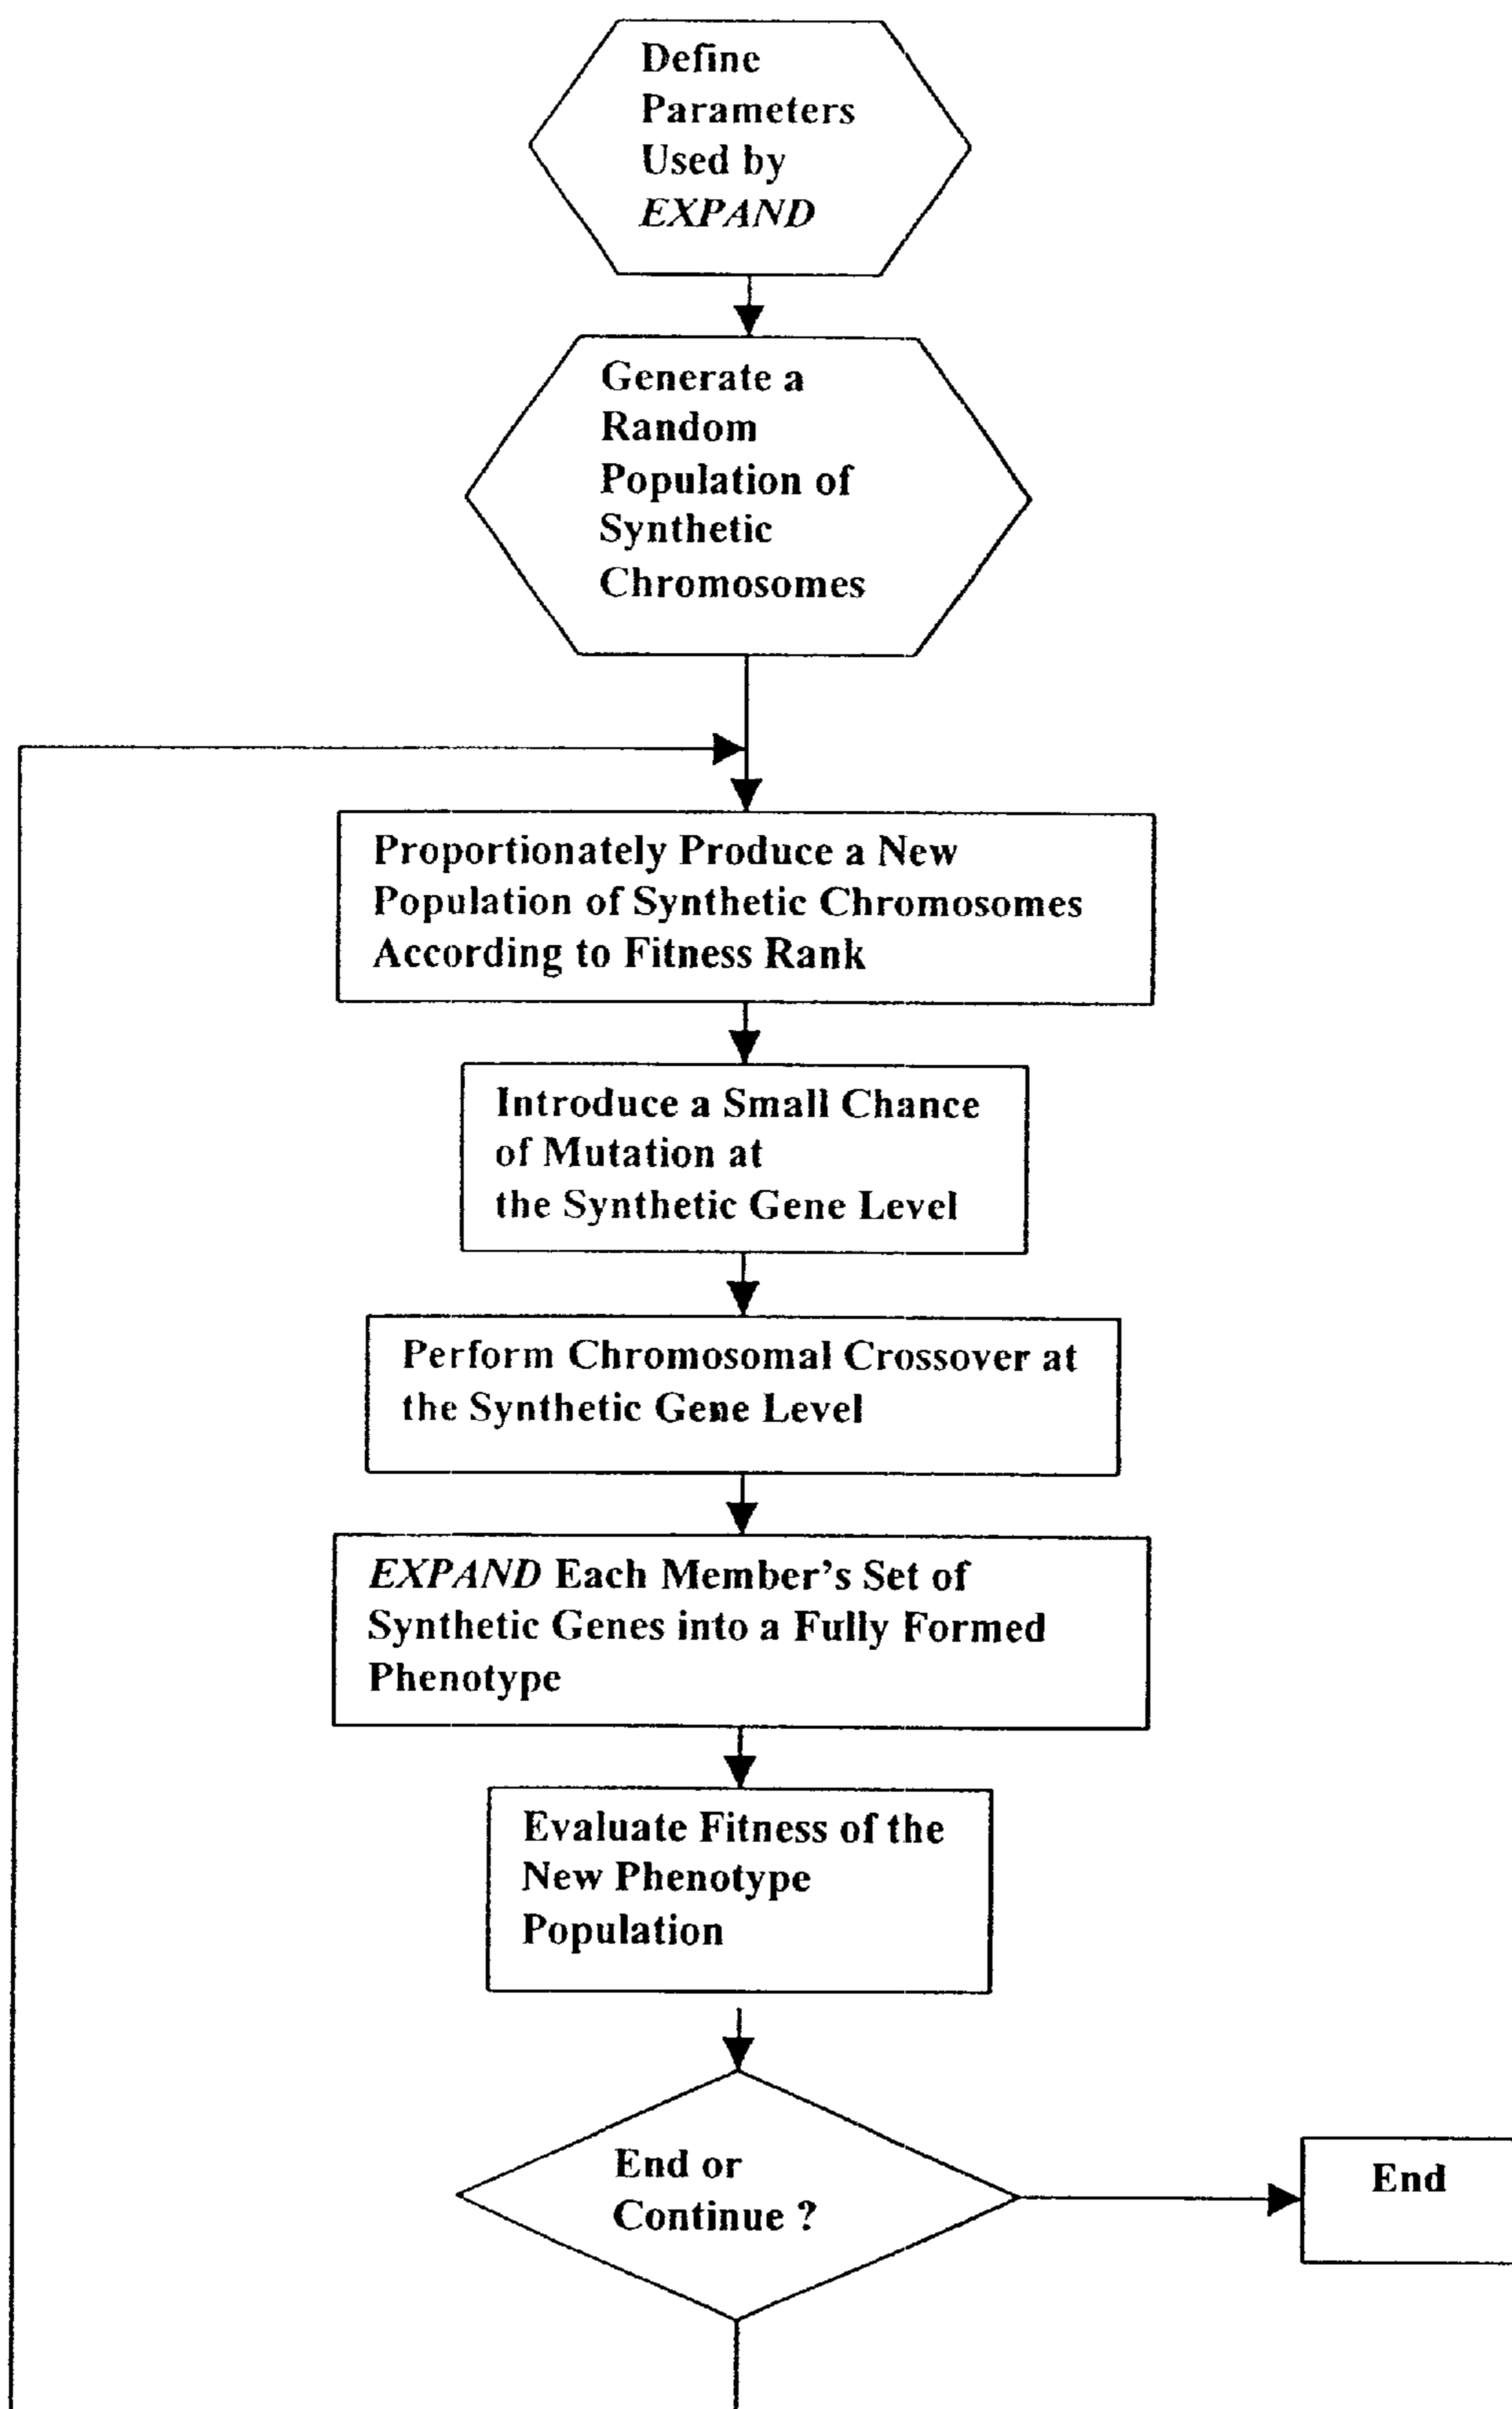 Define
Parameters
Used by
EXPAND
Generate a
Random
Population of
Synthetic
Chromosomes
Proportionately Produce a New
Population of Synthetic Chromosomes
According to Fitness Rank
Introduce a Small Chance
of Mutation at
the Synthetic Gene Level
Perform Chromosomal Crossover at
the Synthetic Gene Level
EXPAND Each Member's Set of
Synthetic Genes into a Fully Formed
Phenotype
Evaluate Fitness of the
New Phenotype
Population
End or
Continue ?
End